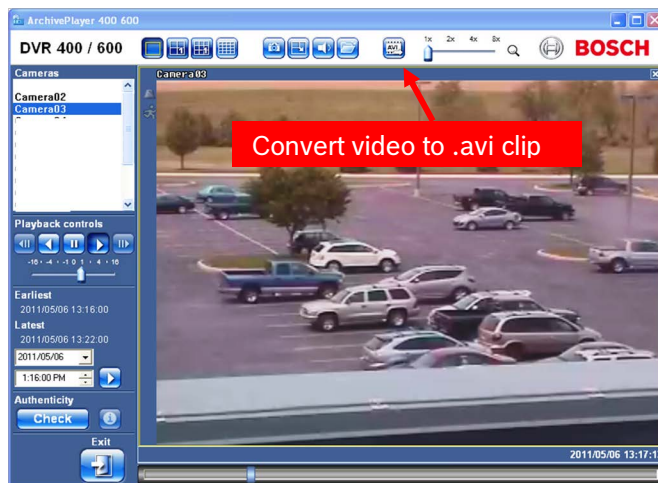 ArchivePlayer 400 600
DVR 400 / 600
AVI
1x 2x 4x 8x
BOSCH
Cameras
Camera02
Camera03
Camera03
Convert video to .avi clip
Playback controls
-16 · -4 · -1 0 1 · 4 · 16
Earliest
2011/05/06 13:16:00
Latest
2011/05/06 13:22:00
2011/05/06
1:16:00 PM
Authenticity
Check
Exit
2011/05/06 13:17:1